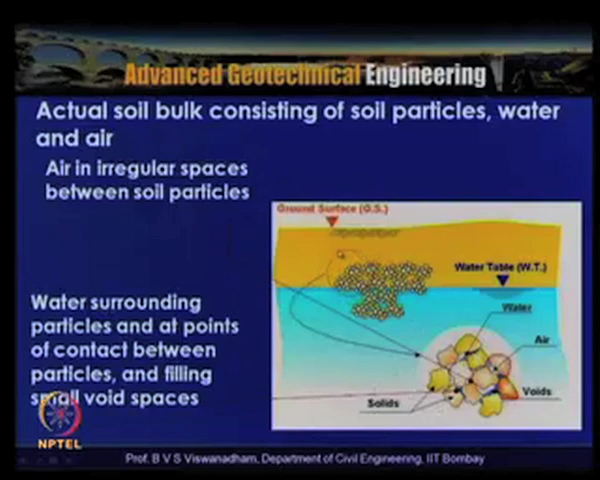 Advanced Geotechnical Engineering
Actual soil bulk consisting of soil particles, water
and air
Air in irregular spaces
between soil particles
Ground Surface (G.S.)
Water Table (W.T.)
Water
Air
Voids
Solids
Water surrounding
particles and at points
of contact between
particles, and filling
small void spaces
NPTEL
Prof. B V S Viswanadham, Department of Civil Engineering, IIT Bombay